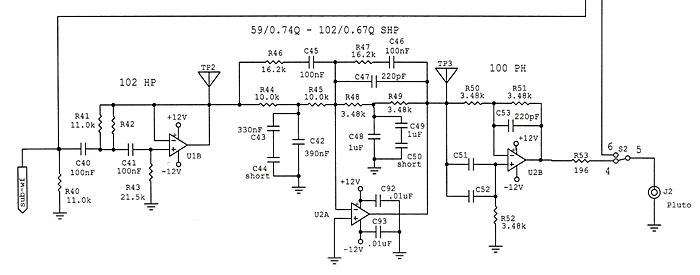 59/0.74Q - 102/0.67Q SHP
R46
16.2k
C45
100nF
R47
16.2k
C46
100nF
C47
220pF
102 HP
TP2
TP3
100 PH
R44
10.0k
R45
10.0k
R48
3.48k
R49
3.48k
R50
3.48k
R51
3.48k
C53
220pF
R41
11.0k
R42
+12V
-12V
U1B
330nF
C43
C44
short
C42
390nF
C48
1uF
C49
1uF
C50
short
C40
100nF
C41
100nF
R43
21.5k
R40
11.0k
sub-wf
C51
C52
+12V
-12V
U2B
R52
3.48k
R53
196
6
S2
5
4
J2
Pluto
+12V
C92
.01uF
U2A
C93
.01uF
-12V